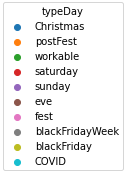 typeDay
Christmas
postFest
workable
saturday
sunday
eve
fest
blackFridayWeek
blackFriday
COVID